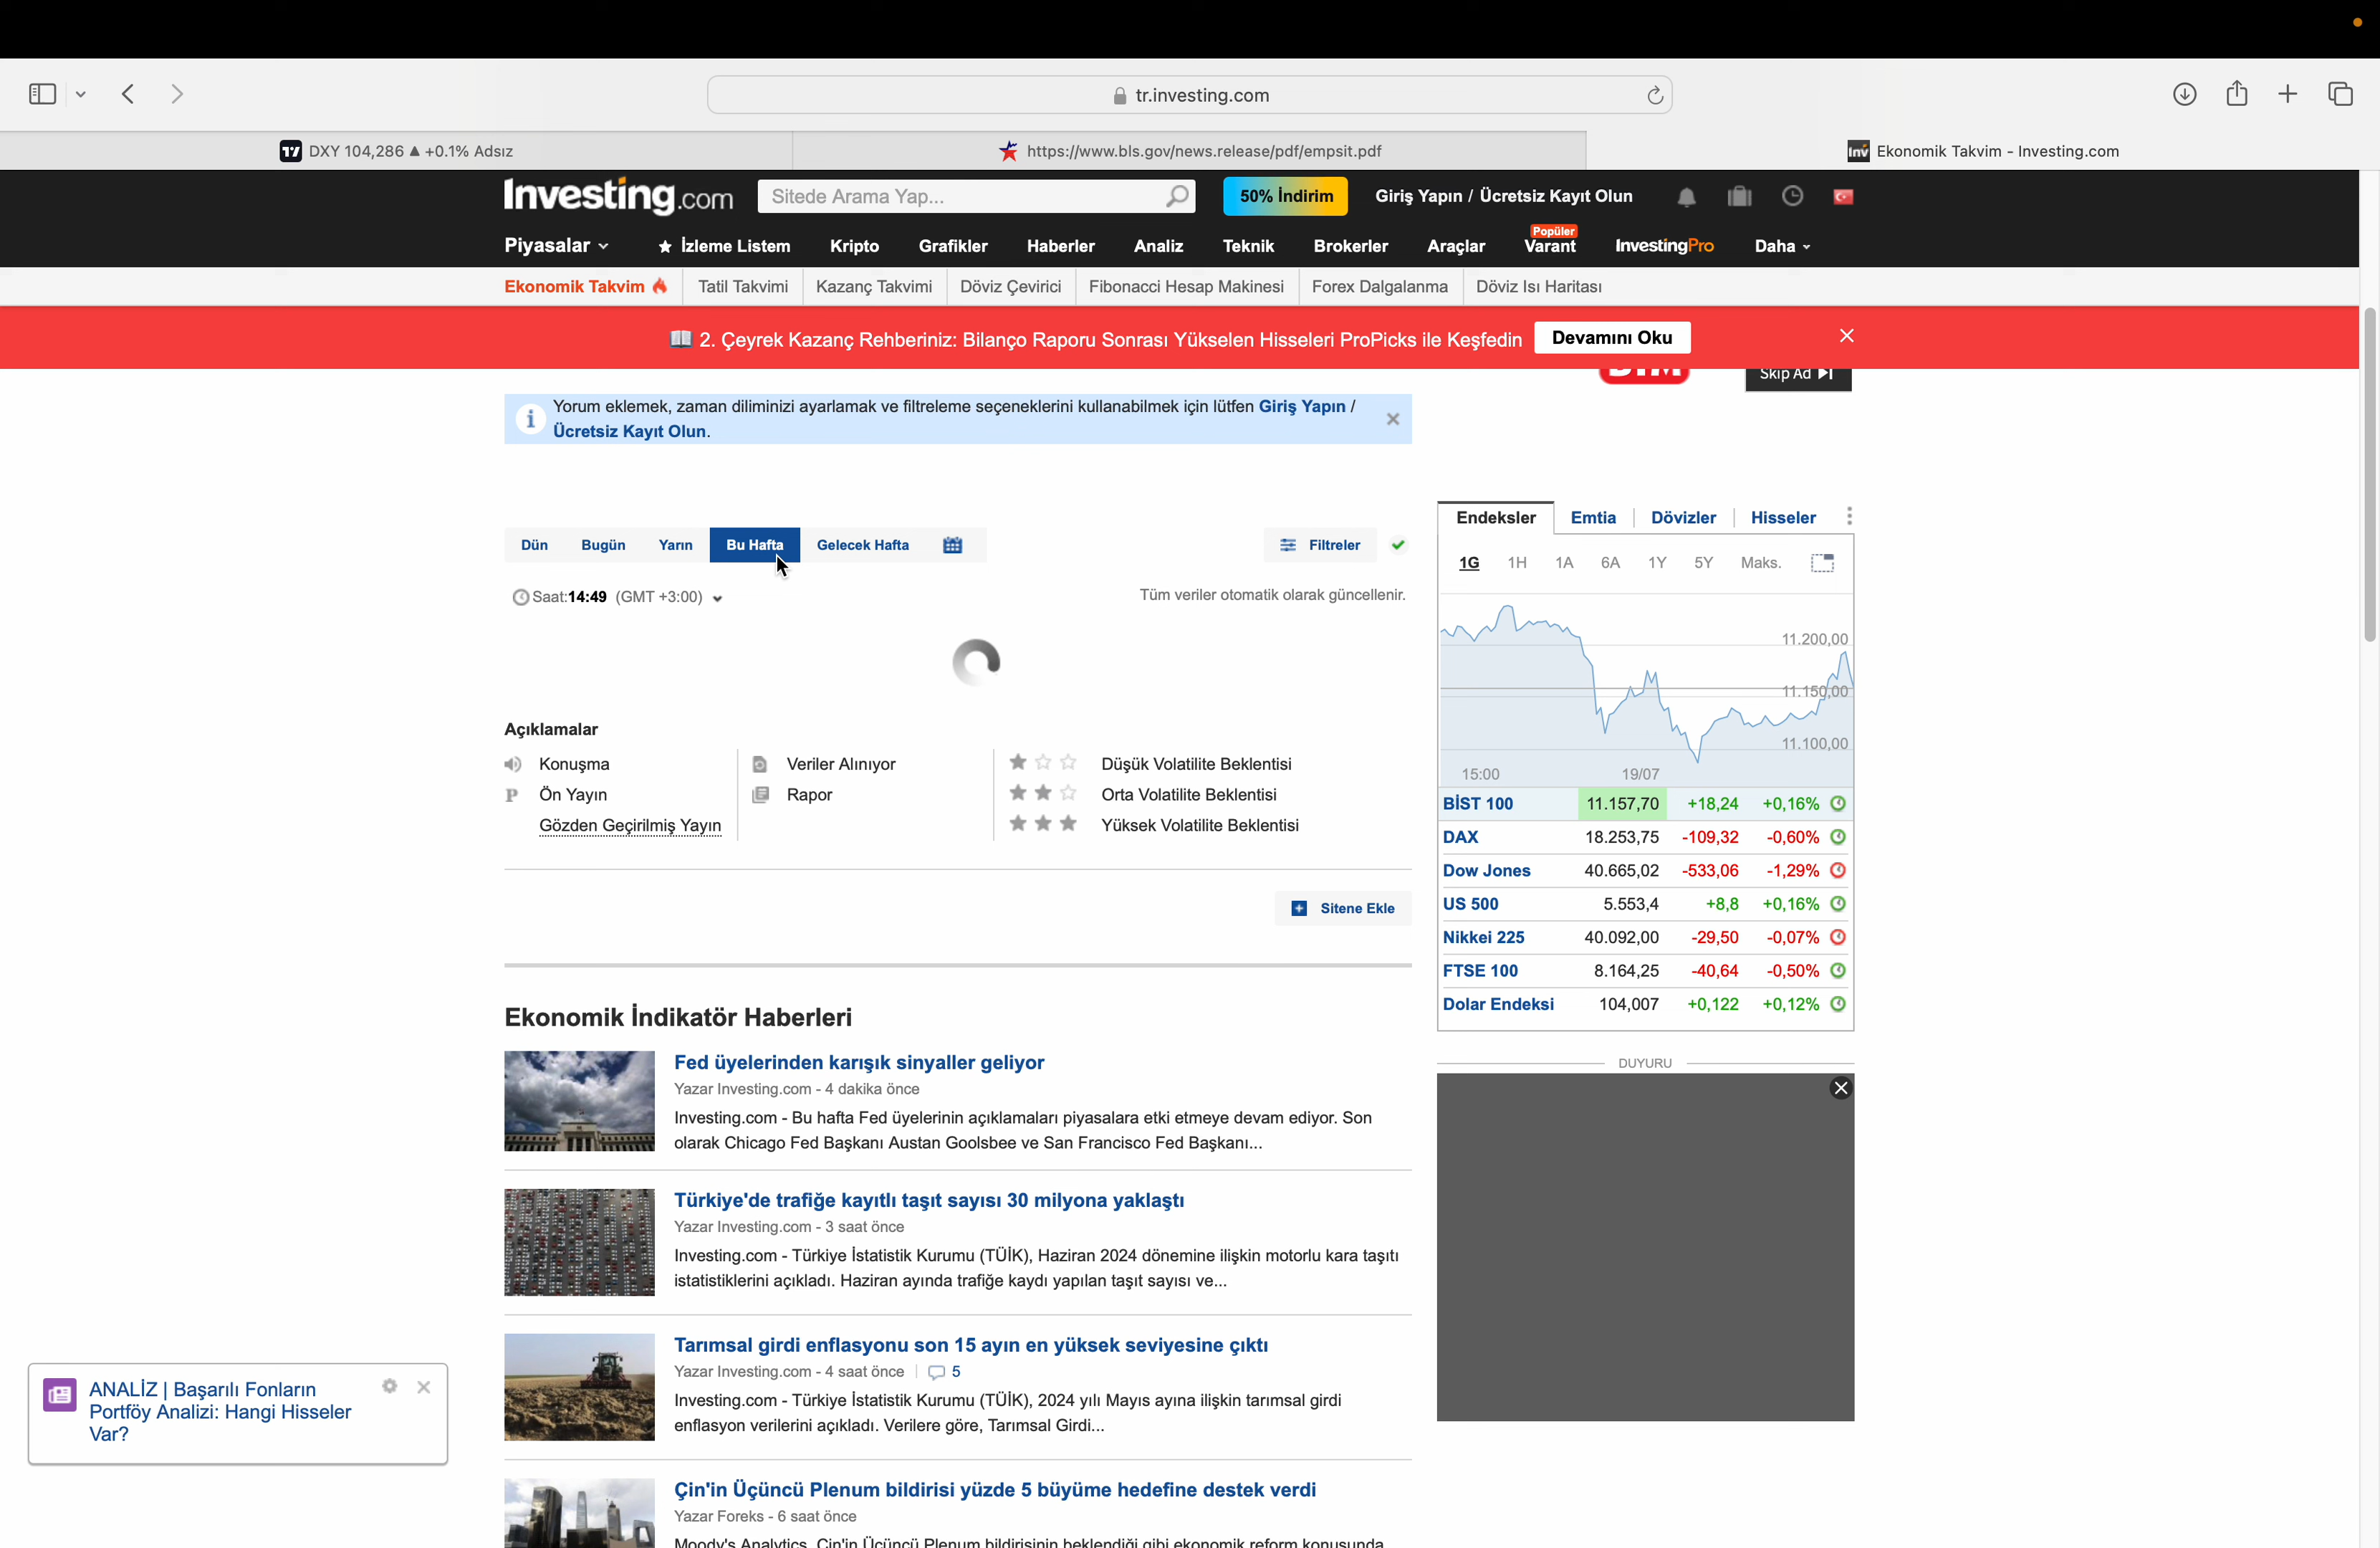 tr.investing.com
DXY 104,286 ▲ +0.1% Adsız
https://www.bls.gov/news.release/pdf/empsit.pdf
Ekonomik Takvim - Investing.com
Investing.com
Sitede Arama Yap...
50% İndirim
Giriş Yapın / Ücretsiz Kayıt Olun
Piyasalar
İzleme Listem
Kripto
Grafikler
Haberler
Analiz
Teknik
Brokerler
Araçlar
Popüler
Varant
InvestingPro
Daha
Ekonomik Takvim
Tatil Takvimi
Kazanç Takvimi
Döviz Çevirici
Fibonacci Hesap Makinesi
Forex Dalgalanma
Döviz Isı Haritası
2. Çeyrek Kazanç Rehberiniz: Bilanço Raporu Sonrası Yükselen Hisseleri ProPicks ile Keşfedin
Devamını Oku
Skip Ad
Yorum eklemek, zaman diliminizi ayarlamak ve filtreleme seçeneklerini kullanabilmek için lütfen Giriş Yapın /
Ücretsiz Kayıt Olun.
Dün
Bugün
Yarın
Bu Hafta
Gelecek Hafta
Filtreler
Saat:14:49 (GMT +3:00)
Tüm veriler otomatik olarak güncellenir.
Açıklamalar
Konuşma
P Ön Yayın
Gözden Geçirilmiş Yayın
Veriler Alınıyor
Rapor
Düşük Volatilite Beklentisi
Orta Volatilite Beklentisi
Yüksek Volatilite Beklentisi
Sitene Ekle
Endeksler
Emtia
Dövizler
Hisseler
1G 1H 1A 6A 1Y 5Y Maks.
11.200,00
11.150,00
11.100,00
15:00
19/07
BİST 100 11.157,70 +18,24 +0,16%
DAX 18.253,75 -109,32 -0,60%
Dow Jones 40.665,02 -533,06 -1,29%
US 500 5.553,4 +8,8 +0,16%
Nikkei 225 40.092,00 -29,50 -0,07%
FTSE 100 8.164,25 -40,64 -0,50%
Dolar Endeksi 104,007 +0,122 +0,12%
DUYURU
Ekonomik İndikatör Haberleri
Fed üyelerinden karışık sinyaller geliyor
Yazar Investing.com - 4 dakika önce
Investing.com - Bu hafta Fed üyelerinin açıklamaları piyasalara etki etmeye devam ediyor. Son
olarak Chicago Fed Başkanı Austan Goolsbee ve San Francisco Fed Başkanı...
Türkiye'de trafiğe kayıtlı taşıt sayısı 30 milyona yaklaştı
Yazar Investing.com - 3 saat önce
Investing.com - Türkiye İstatistik Kurumu (TÜİK), Haziran 2024 dönemine ilişkin motorlu kara taşıtı
istatistiklerini açıkladı. Haziran ayında trafiğe kaydı yapılan taşıt sayısı ve...
Tarımsal girdi enflasyonu son 15 ayın en yüksek seviyesine çıktı
Yazar Investing.com - 4 saat önce 5
Investing.com - Türkiye İstatistik Kurumu (TÜİK), 2024 yılı Mayıs ayına ilişkin tarımsal girdi
enflasyon verilerini açıkladı. Verilere göre, Tarımsal Girdi...
Çin'in Üçüncü Plenum bildirisi yüzde 5 büyüme hedefine destek verdi
Yazar Foreks - 6 saat önce
Moody's Analytics, Çin'in Üçüncü Plenum bildirisinin beklendiği gibi ekonomik reform konusunda
ANALİZ | Başarılı Fonların
Portföy Analizi: Hangi Hisseler
Var?